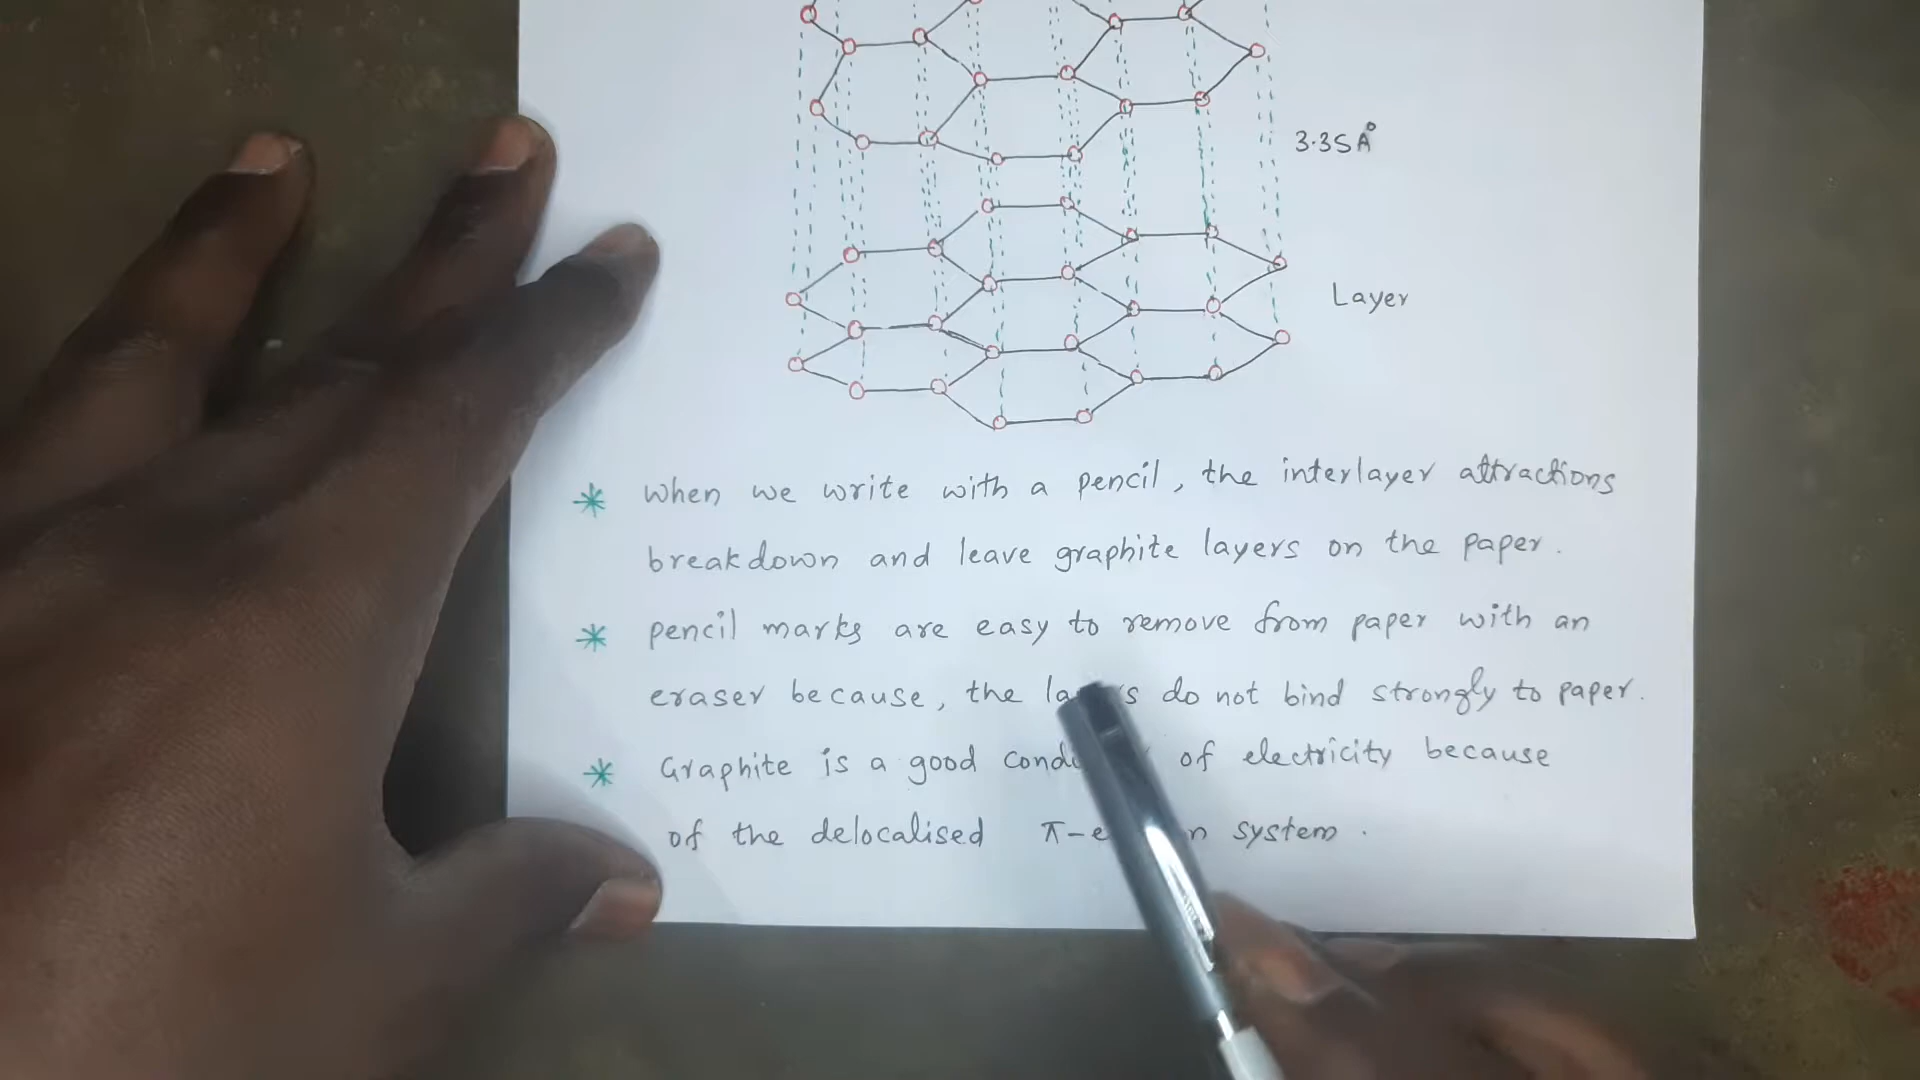 3.35 A°
Layer
* When we write with a pencil, the interlayer attractions
breakdown and leave graphite layers on the paper.
* pencil marks are easy to remove from paper with an
eraser because, the do not bind strongly to paper.
* Graphite is a good of electricity because
of the delocalised π- system.